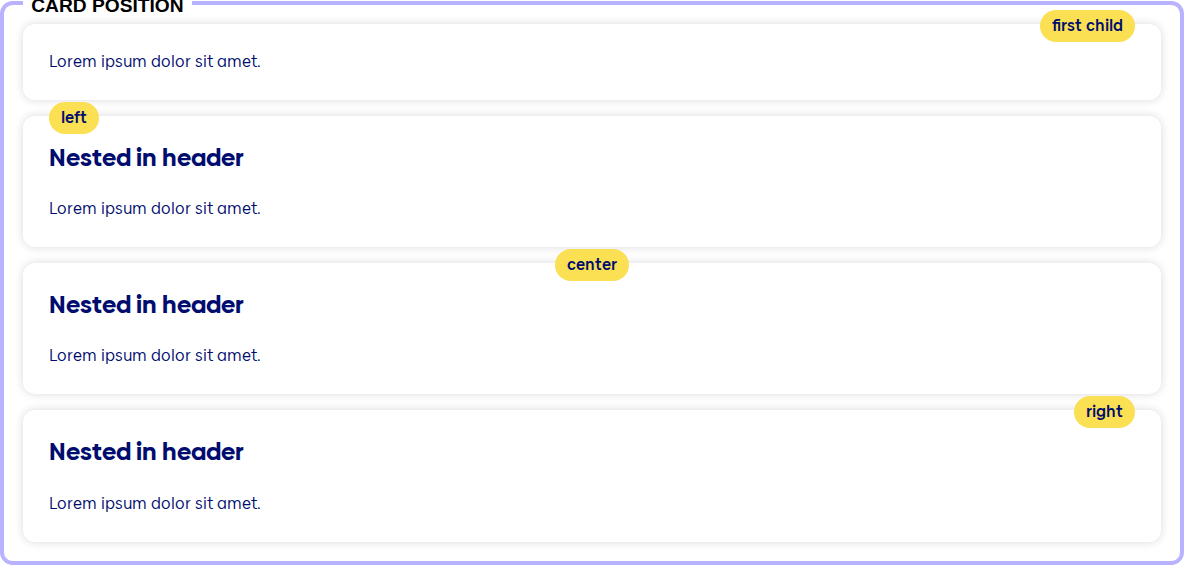 CARD POSITION
first child
Lorem ipsum dolor sit amet.
left
Nested in header
Lorem ipsum dolor sit amet.
center
Nested in header
Lorem ipsum dolor sit amet.
right
Nested in header
Lorem ipsum dolor sit amet.